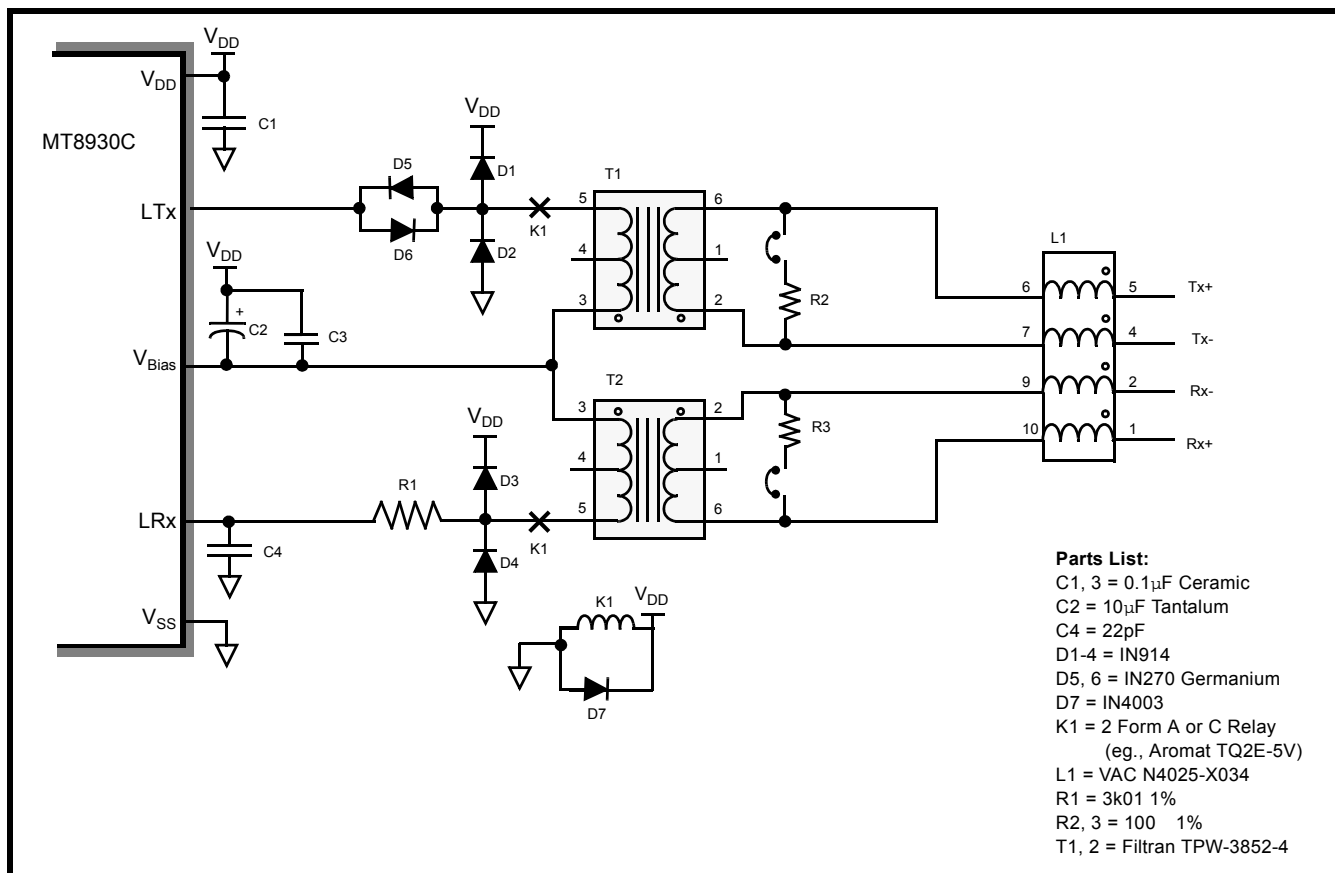 VDD
VDD
C1
MT8930C
VDD
D5
D1
T1
5
6
LTx
K1
L1
D6
D2
4
1
VDD
R2
6
5
Tx+
3
2
+
C2
C3
7
4
Tx-
VBias
T2
9
2
Rx-
3
2
VDD
R3
10
1
Rx+
4
1
R1
D3
5
6
LRx
K1
C4
D4
VSS
K1
VDD
D7
Parts List:
C1, 3 = 0.1μF Ceramic
C2 = 10μF Tantalum
C4 = 22pF
D1-4 = IN914
D5, 6 = IN270 Germanium
D7 = IN4003
K1 = 2 Form A or C Relay
(eg., Aromat TQ2E-5V)
L1 = VAC N4025-X034
R1 = 3k01 1%
R2, 3 = 100 1%
T1, 2 = Filtran TPW-3852-4